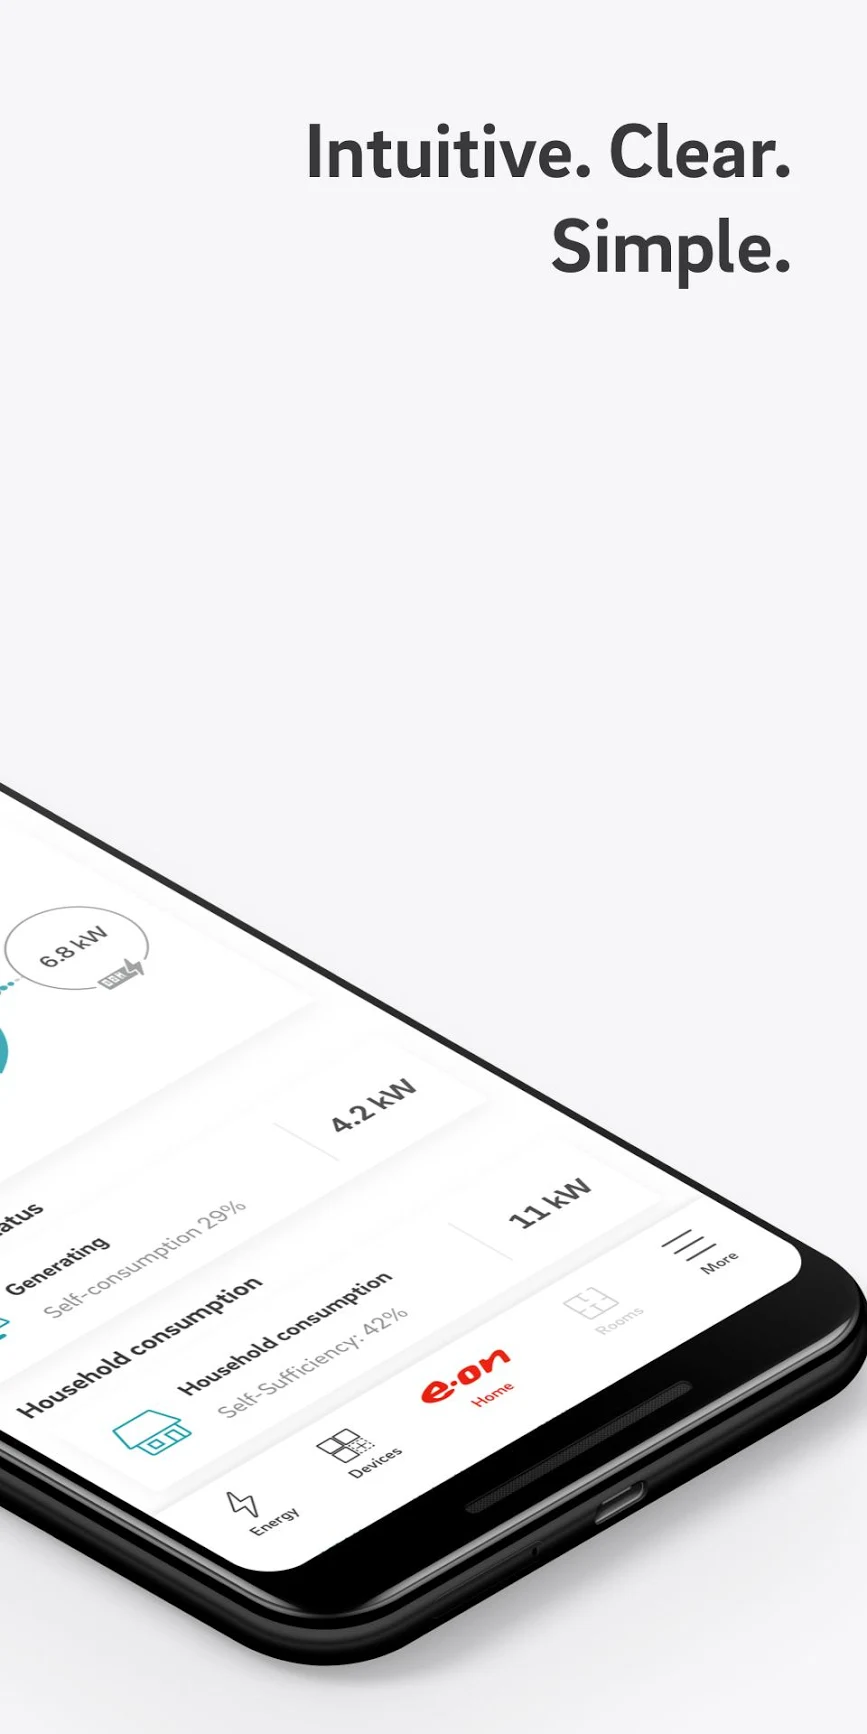 Intuitive. Clear.
Simple.
6.8 kW
4.2 kW
Generating
Self-consumption 29%
Household consumption
11 kW
Household consumption
Self-Sufficiency: 42%
Energy
Devices
e·on
Home
Rooms
More